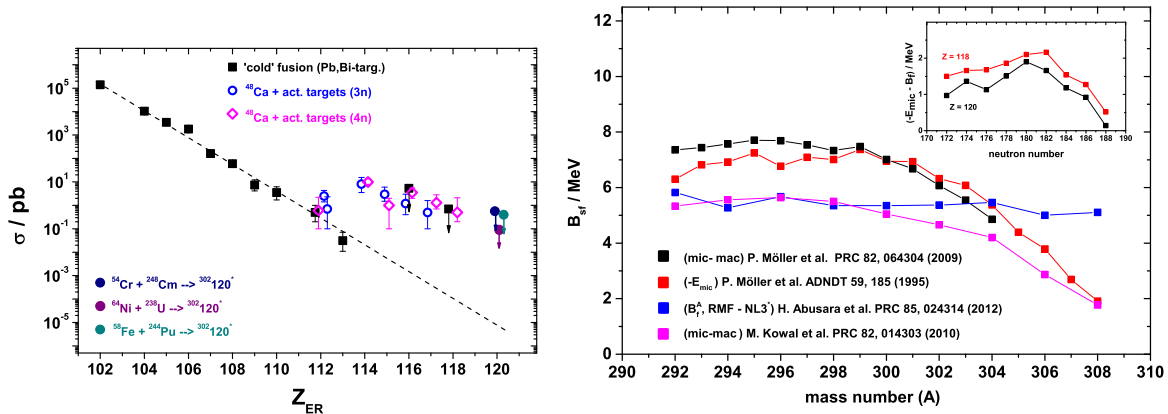 'cold' fusion (Pb,Bi-targ.)
⁴⁸Ca + act. targets (3n)
⁴⁸Ca + act. targets (4n)
10⁵
10³
10¹
10⁻¹
10⁻³
10⁻⁵
σ / pb
⁵⁴Cr + ²⁴⁸Cm --> ³⁰²120*
⁶⁴Ni + ²³⁸U --> ³⁰²120*
⁵⁸Fe + ²⁴⁴Pu --> ³⁰²120*
102 104 106 108 110 112 114 116 118 120
Z_ER
12
10
8
6
4
2
0
B_sf / MeV
(-E_mic - B_f) / MeV
2
1
0
Z = 118
Z = 120
170 172 174 176 178 180 182 184 186 188 190
neutron number
(mic- mac) P. Möller et al. PRC 82, 064304 (2009)
(-E_mic) P. Möller et al. ADNDT 59, 185 (1995)
(B_f^A, RMF - NL3*) H. Abusara et al. PRC 85, 024314 (2012)
(mic-mac) M. Kowal et al. PRC 82, 014303 (2010)
290 292 294 296 298 300 302 304 306 308 310
mass number (A)